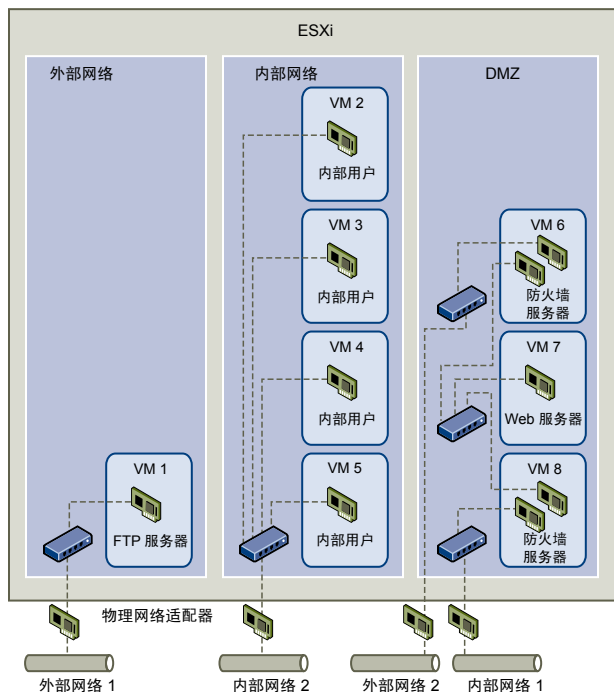 ESXi
外部网络
内部网络
DMZ
VM 2
内部用户
VM 3
内部用户
VM 4
内部用户
VM 5
内部用户
VM 6
防火墙
服务器
VM 7
Web 服务器
VM 8
防火墙
服务器
VM 1
FTP 服务器
物理网络适配器
外部网络 1
内部网络 2
外部网络 2
内部网络 1